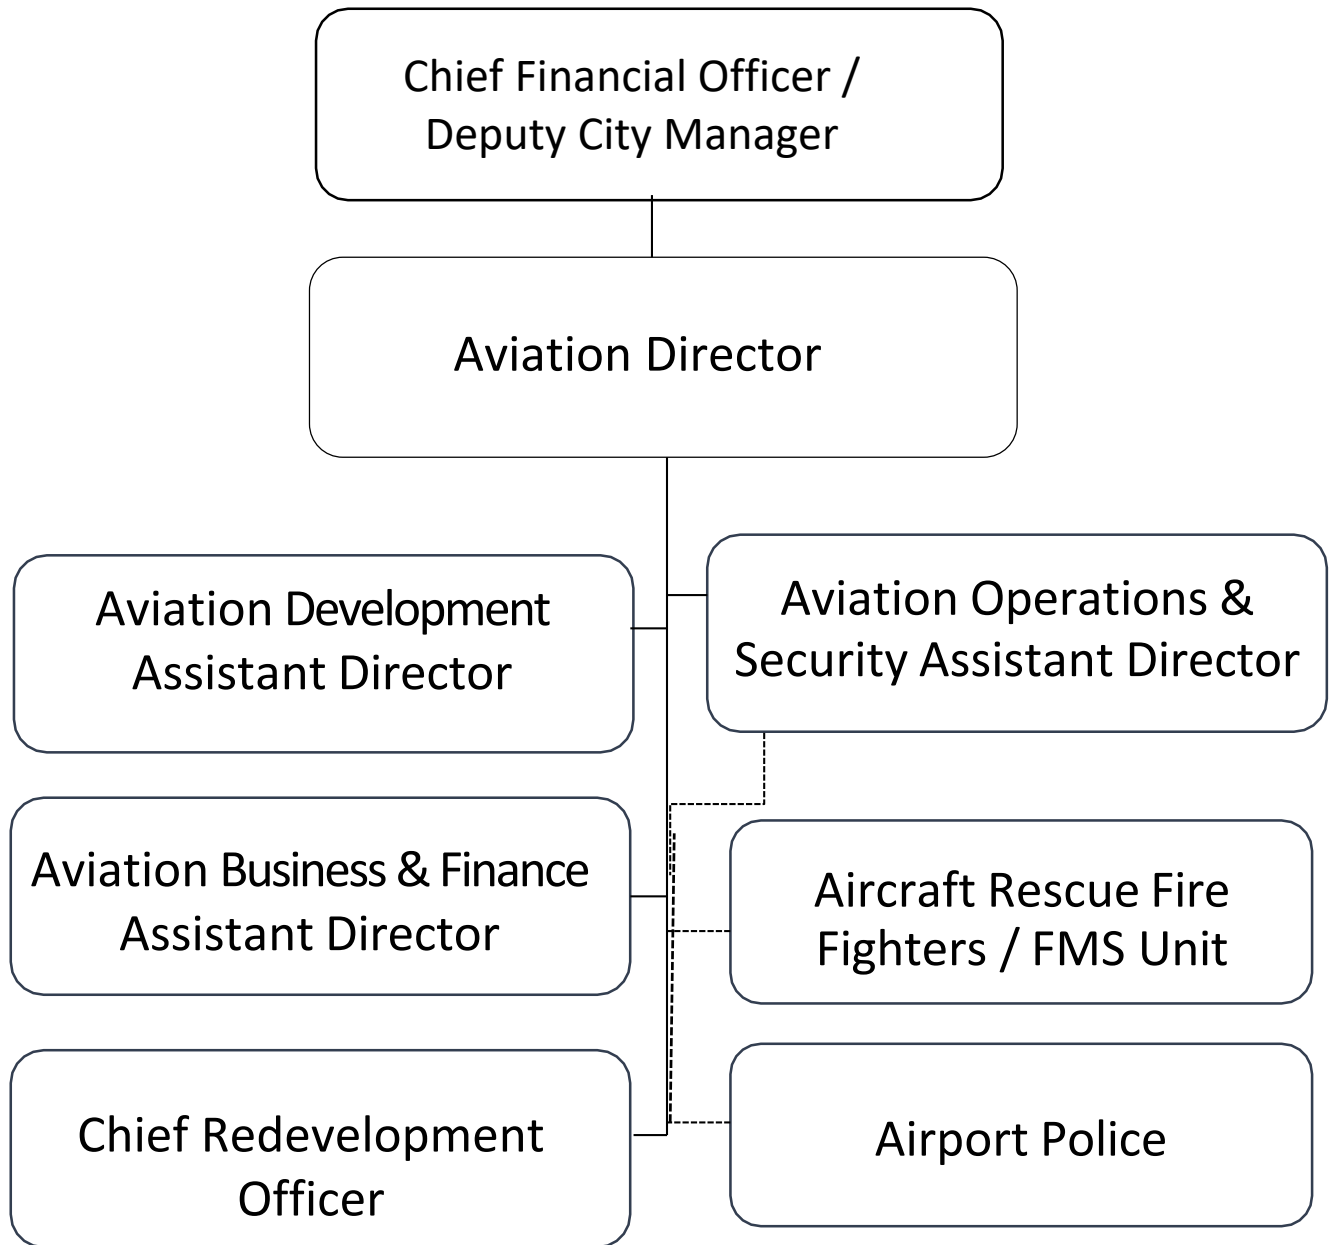 Chief Financial Officer /
Deputy City Manager
Aviation Director
Aviation Development
Assistant Director
Aviation Operations &
Security Assistant Director
Aviation Business & Finance
Assistant Director
Aircraft Rescue Fire
Fighters / FMS Unit
Chief Redevelopment
Officer
Airport Police